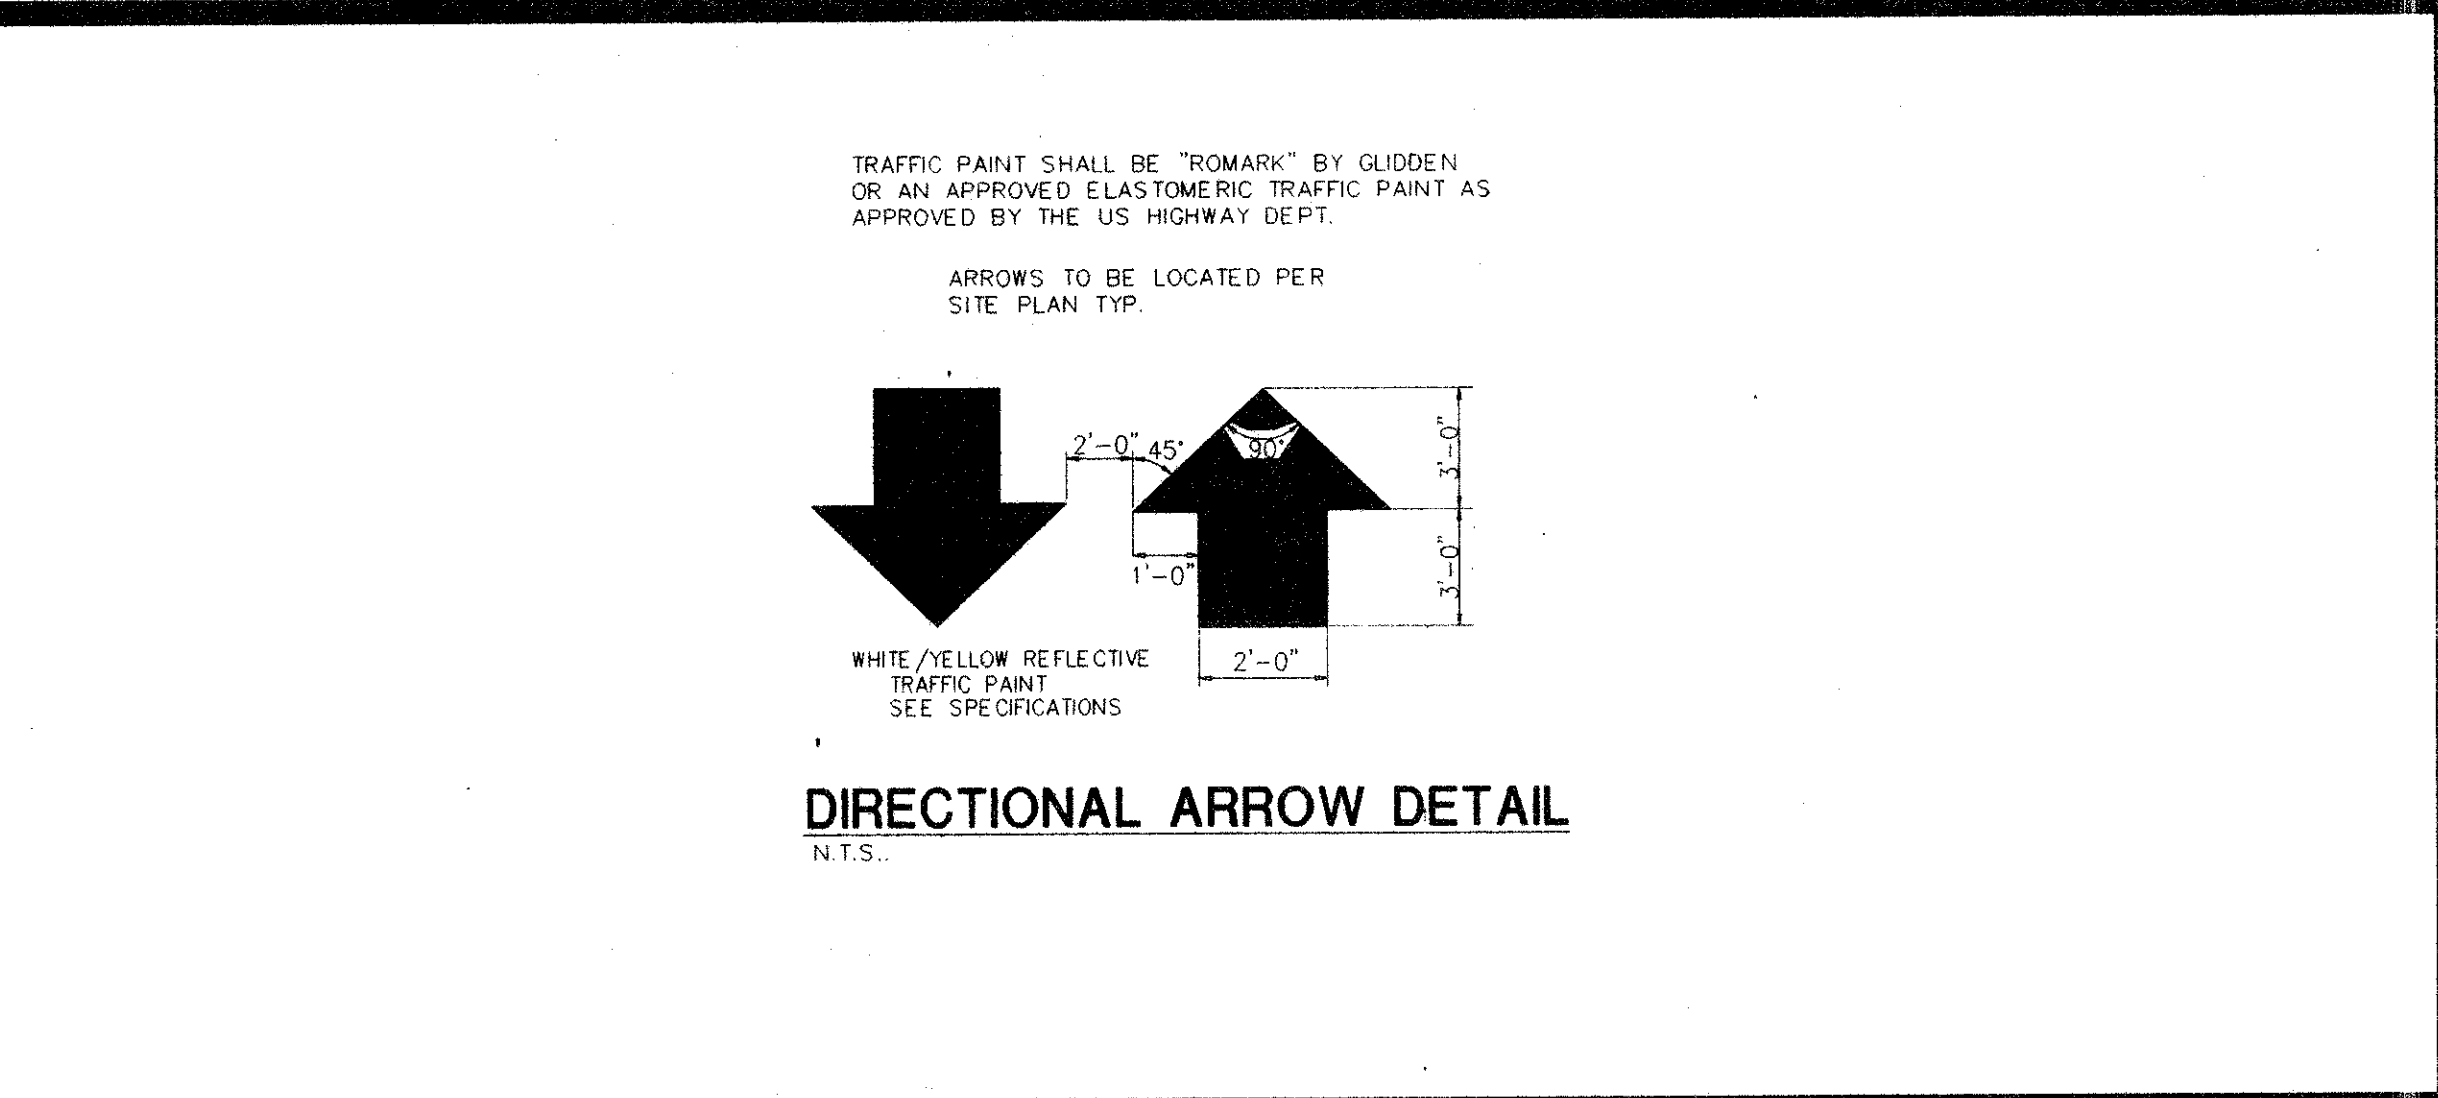 TRAFFIC PAINT SHALL BE "ROMARK" BY GLIDDEN
OR AN APPROVED ELASTOMERIC TRAFFIC PAINT AS
APPROVED BY THE US HIGHWAY DEPT.
ARROWS TO BE LOCATED PER
SITE PLAN TYP.
2'-0"
45°
90°
3'-0"
3'-0"
1'-0"
2'-0"
WHITE/YELLOW REFLECTIVE
TRAFFIC PAINT
SEE SPECIFICATIONS
DIRECTIONAL ARROW DETAIL
N.T.S..